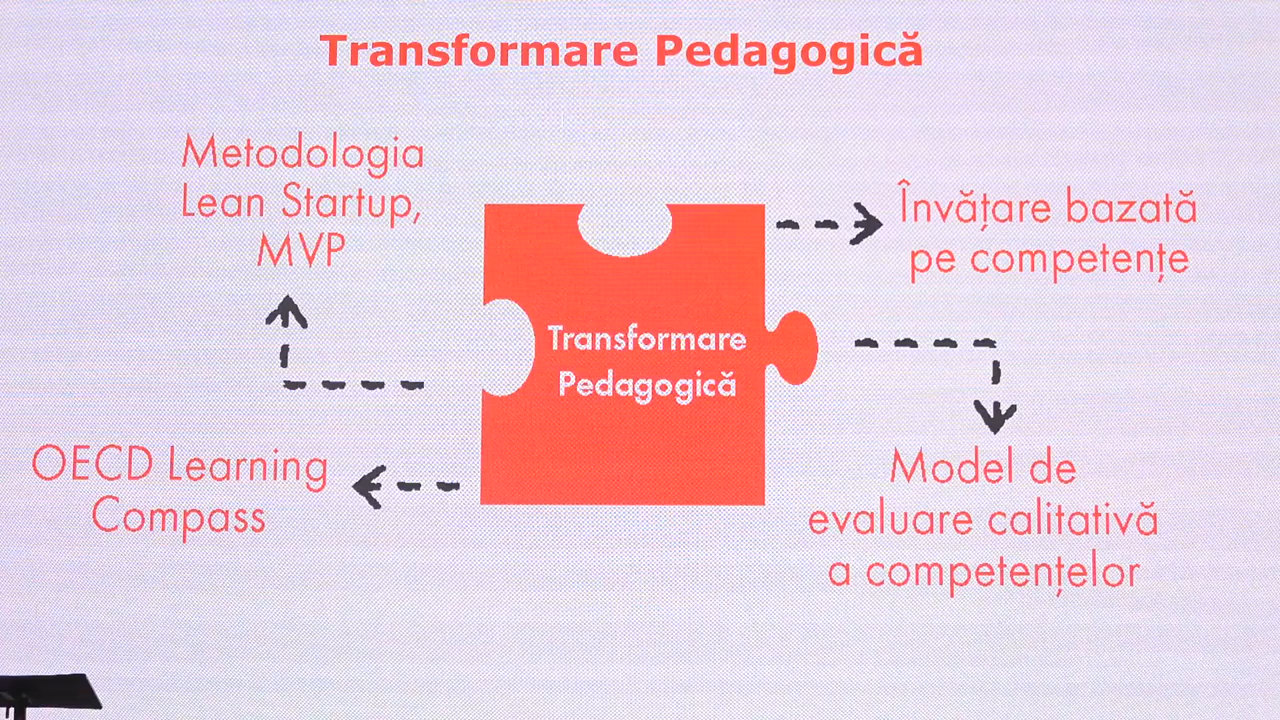 Transformare Pedagogică
Metodologia
Lean Startup,
MVP
Învățare bazată
pe competențe
Transformare
Pedagogică
OECD Learning
Compass
Model de
evaluare calitativă
a competențelor